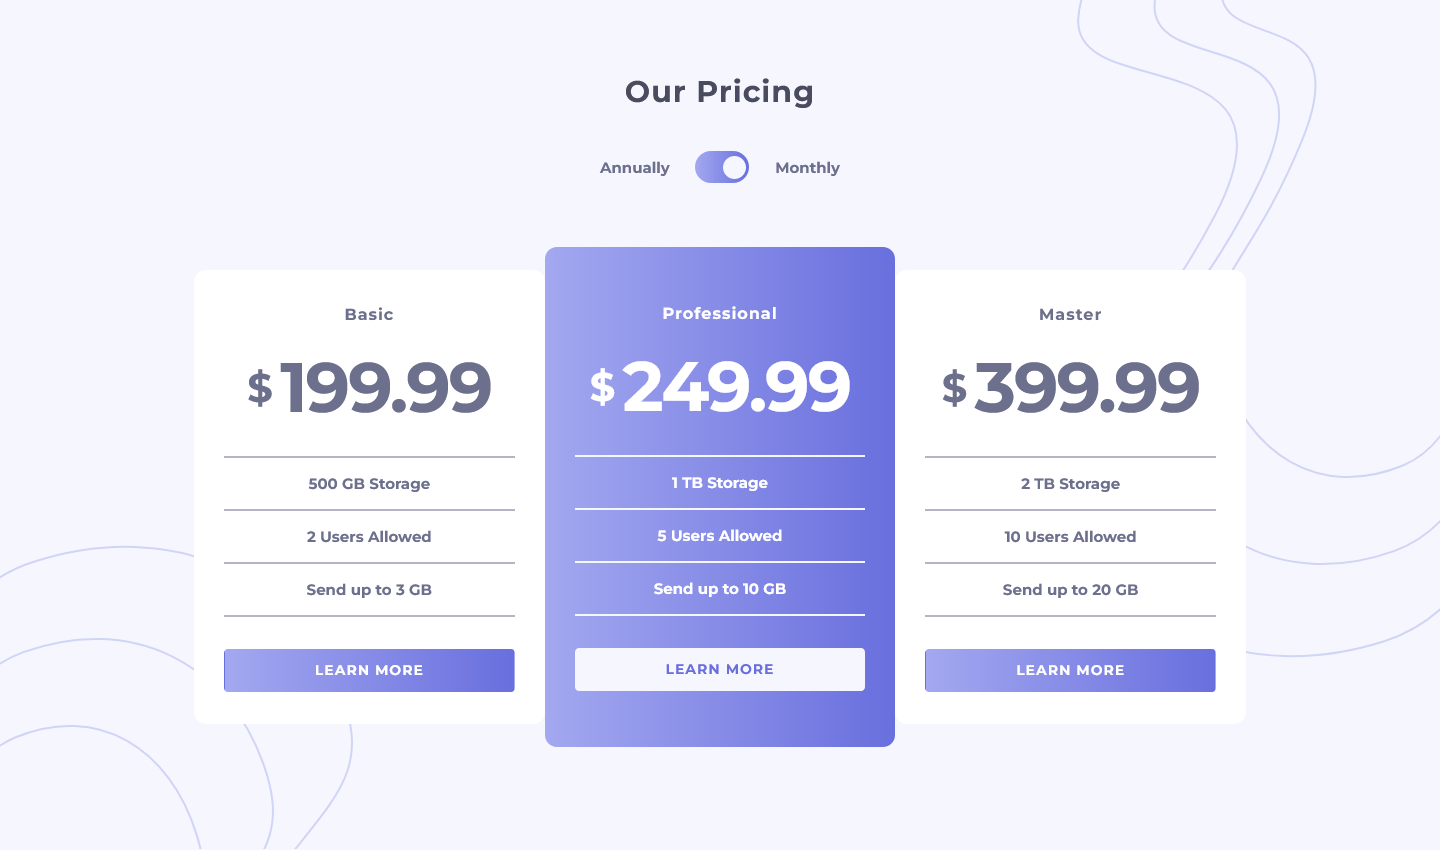 Our Pricing
Annually
Monthly
Basic
$199.99
500 GB Storage
2 Users Allowed
Send up to 3 GB
LEARN MORE
Professional
$249.99
1 TB Storage
5 Users Allowed
Send up to 10 GB
LEARN MORE
Master
$399.99
2 TB Storage
10 Users Allowed
Send up to 20 GB
LEARN MORE